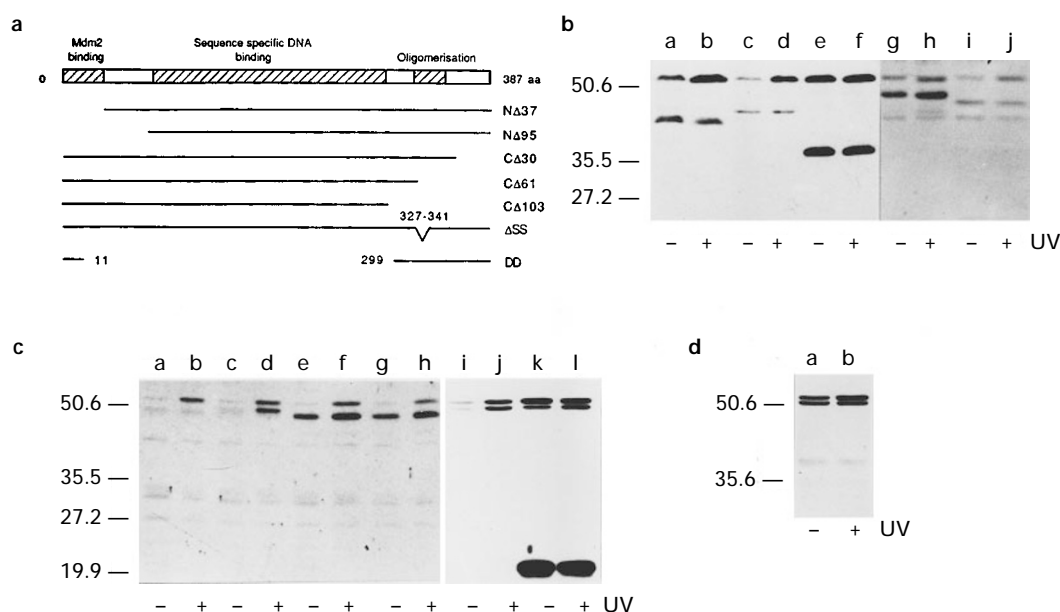 a
Mdm2 binding
Sequence specific DNA binding
Oligomerisation
0
387 aa
NΔ37
NΔ95
CΔ30
CΔ61
CΔ103
327-341
ΔSS
11
299
DD
b
a b c d e f g h i j
50.6 —
35.5 —
27.2 —
– + – + – + – + – + UV
c
a b c d e f g h i j k l
50.6 —
35.5 —
27.2 —
19.9 —
– + – + – + – + – + – + UV
d
a b
50.6 —
35.6 —
– + UV